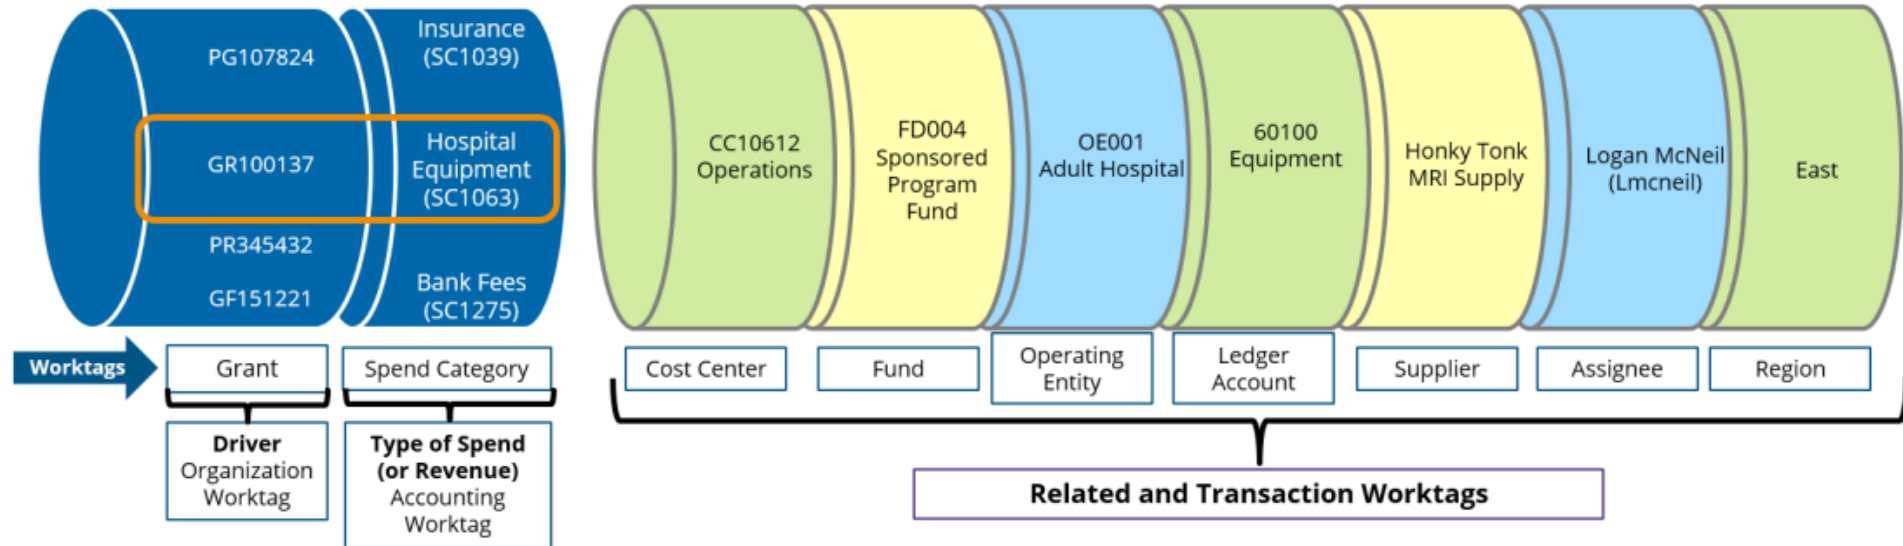 PG107824
GR100137
PR345432
GF151221
Insurance
(SC1039)
Hospital
Equipment
(SC1063)
Bank Fees
(SC1275)
CC10612
Operations
FD004
Sponsored
Program
Fund
OE001
Adult Hospital
60100
Equipment
Honky Tonk
MRI Supply
Logan McNeil
(Lmcneil)
East
Worktags
Grant
Spend Category
Cost Center
Fund
Operating
Entity
Ledger
Account
Supplier
Assignee
Region
Driver
Organization
Worktag
Type of Spend
(or Revenue)
Accounting
Worktag
Related and Transaction Worktags